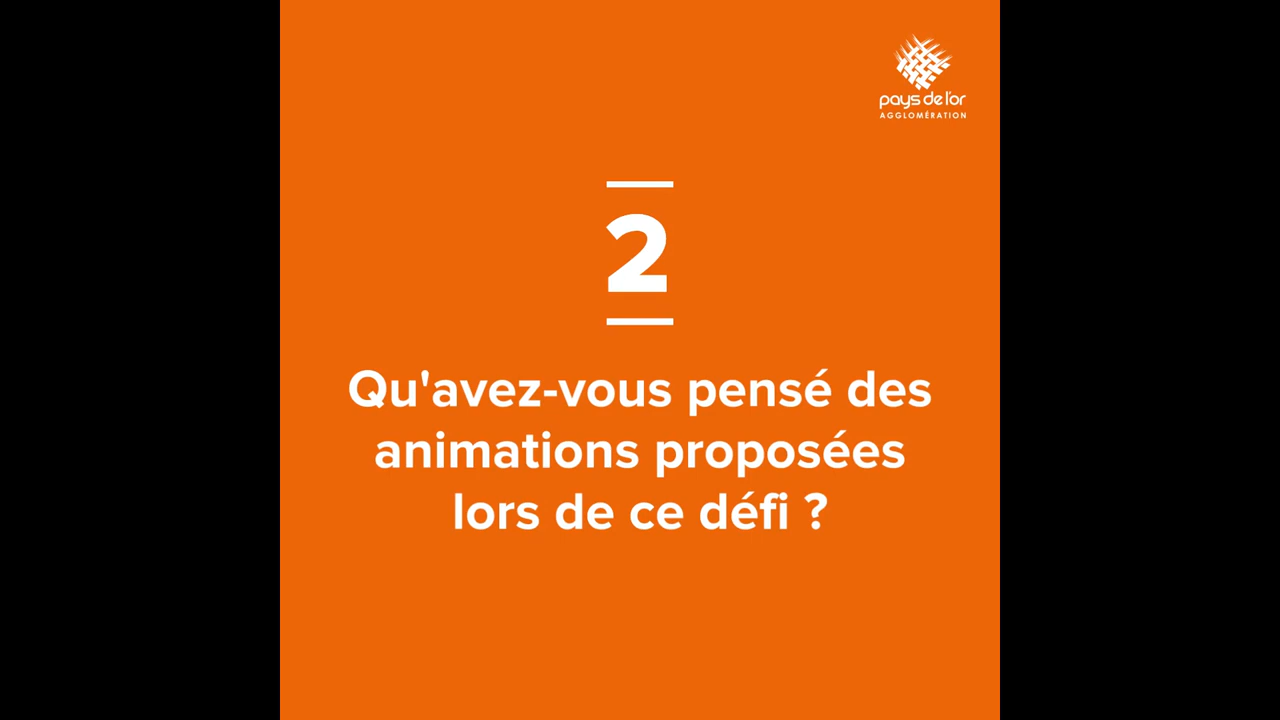 pays de l'or
AGGLOMÉRATION
2
Qu'avez-vous pensé des
animations proposées
lors de ce défi ?